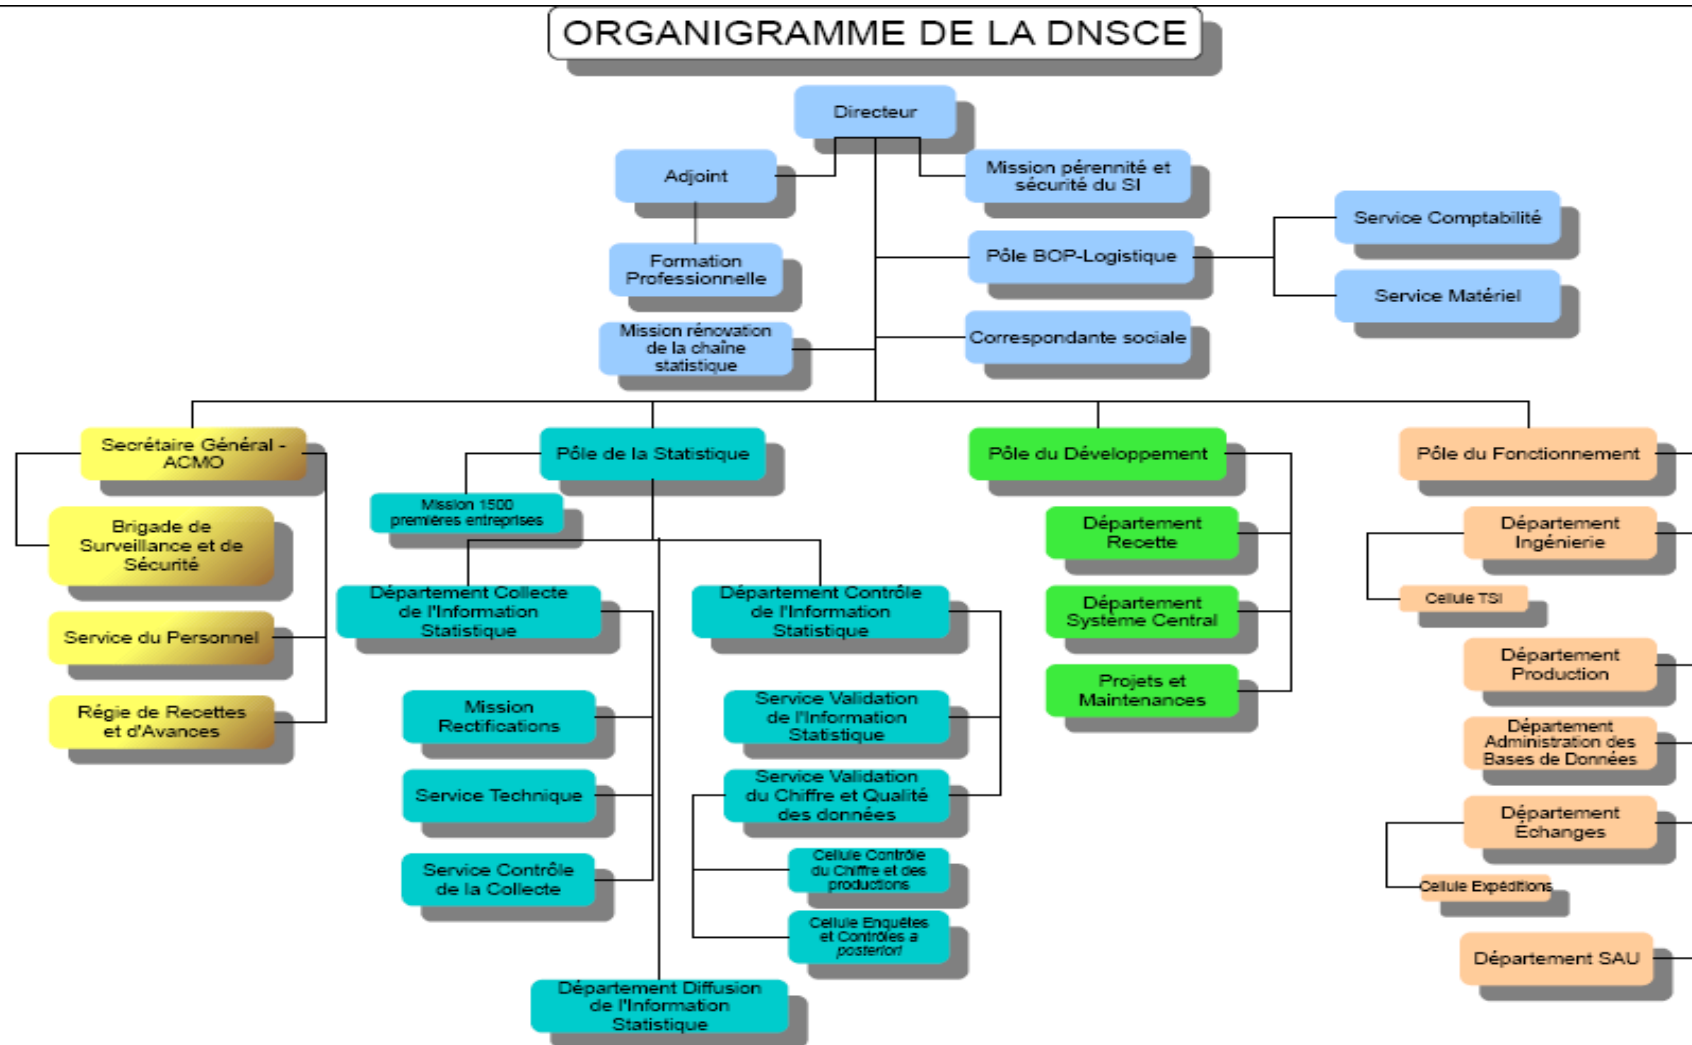 ORGANIGRAMME DE LA DNSCE
Directeur
Adjoint
Mission pérennité et
sécurité du SI
Service Comptabilité
Formation
Professionnelle
Pôle BOP-Logistique
Service Matériel
Mission rénovation
de la chaîne
statistique
Correspondante sociale
Secrétaire Général -
ACMO
Brigade de
Surveillance et de
Sécurité
Service du Personnel
Régie de Recettes
et d'Avances
Pôle de la Statistique
Mission 1500
premières entreprises
Département Collecte
de l'Information
Statistique
Mission
Rectifications
Service Technique
Service Contrôle
de la Collecte
Département Contrôle
de l'Information
Statistique
Service Validation
de l'Information
Statistique
Service Validation
du Chiffre et Qualité
des données
Cellule Contrôle
du Chiffre et des
productions
Cellule Enquêtes
et Contrôles a
posteriori
Département Diffusion
de l'Information
Statistique
Pôle du Développement
Département
Recette
Département
Système Central
Projets et
Maintenances
Pôle du Fonctionnement
Département
Ingénierie
Cellule TSI
Département
Production
Département
Administration des
Bases de Données
Département
Échanges
Cellule Expéditions
Département SAU